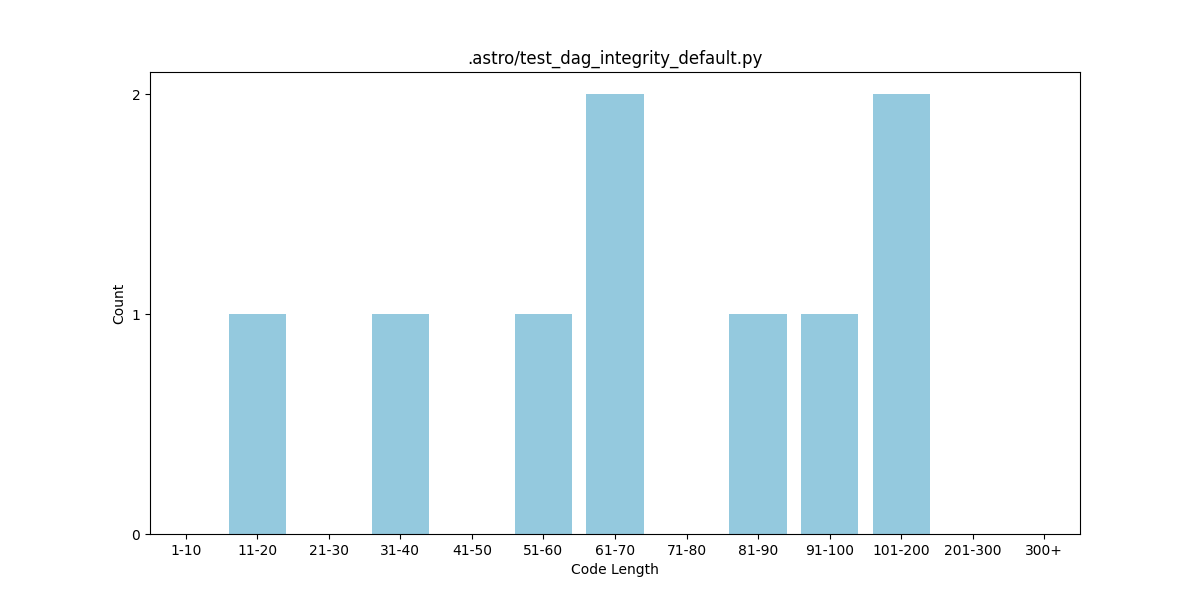 .astro/test_dag_integrity_default.py
Count
2
1
0
1-10 11-20 21-30 31-40 41-50 51-60 61-70 71-80 81-90 91-100 101-200 201-300 300+
Code Length